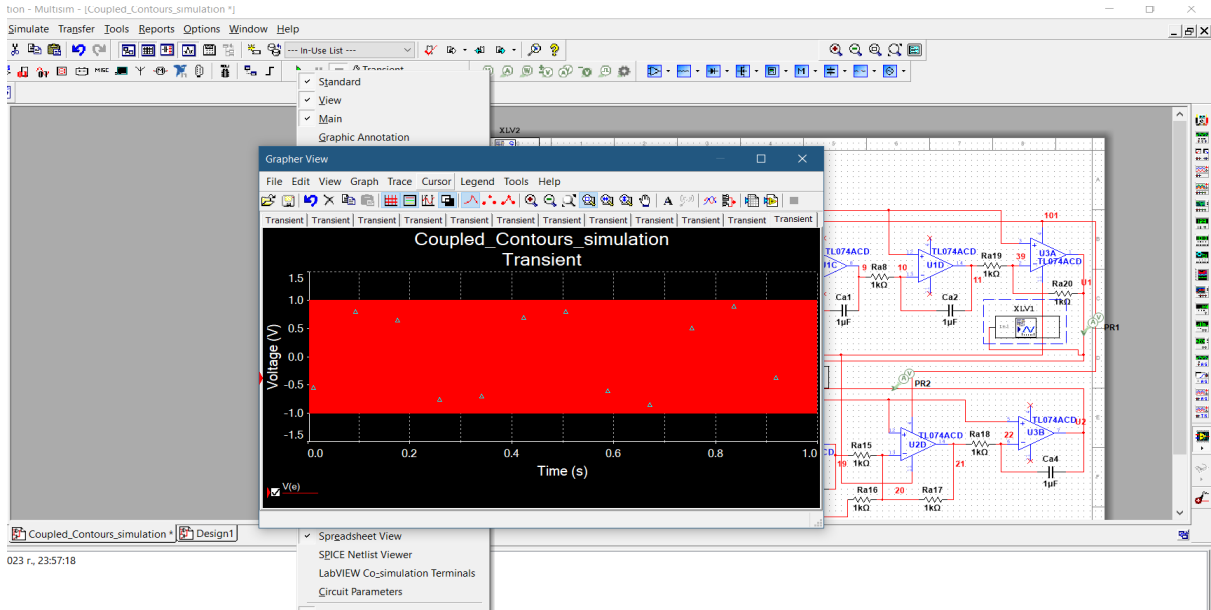 tion - Multisim - [Coupled_Contours_simulation *]
Simulate Transfer Tools Reports Options Window Help
--- In-Use List ---
MISC
Transient
Standard
View
Main
Graphic Annotation
XLV2
Grapher View
File Edit View Graph Trace Cursor Legend Tools Help
Transient Transient Transient Transient Transient Transient Transient Transient Transient Transient Transient Transient
Coupled_Contours_simulation
Transient
1.5
1.0
0.5
0.0
-0.5
-1.0
-1.5
Voltage (V)
0.0 0.2 0.4 0.6 0.8 1.0
Time (s)
V(e)
101
TL074ACD
U1C
9
Ra8
1kΩ
10
TL074ACD
U1D
11
Ra19
1kΩ
39
U3A
TL074ACD
Ra20
1kΩ
U1
Ca1
1µF
Ca2
1µF
XLV1
PR1
PR2
TL074ACD
U2D
Ra15
1kΩ
19
Ra18
1kΩ
22
21
TL074ACD
U3B
U2
Ca4
1µF
Ra16
1kΩ
20
Ra17
1kΩ
Coupled_Contours_simulation * Design1
Spreadsheet View
SPICE Netlist Viewer
LabVIEW Co-simulation Terminals
Circuit Parameters
023 г., 23:57:18